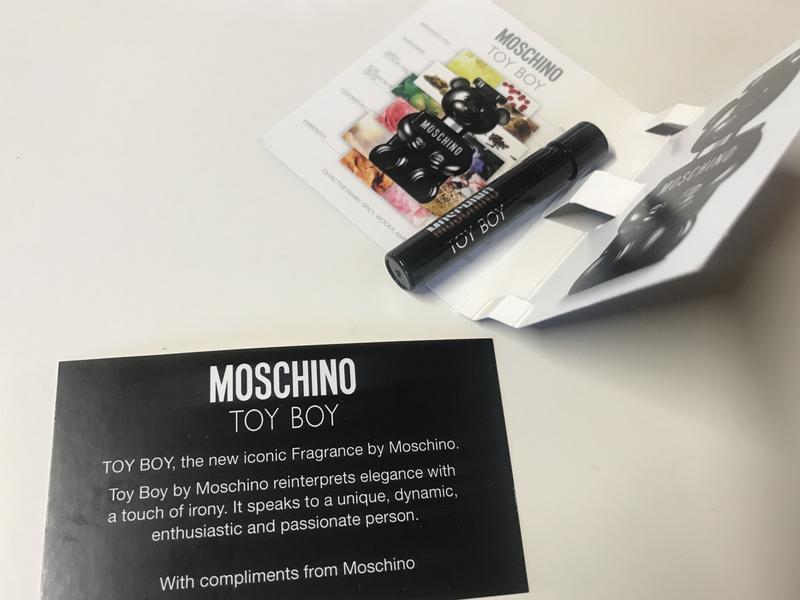 MOSCHINO
TOY BOY
MOSCHINO
MOSCHINO
TOY BOY
MOSCHINO
MOSCHINO
TOY BOY
TOY BOY, the new iconic Fragrance by Moschino.
Toy Boy by Moschino reinterprets elegance with
a touch of irony. It speaks to a unique, dynamic,
enthusiastic and passionate person.
With compliments from Moschino